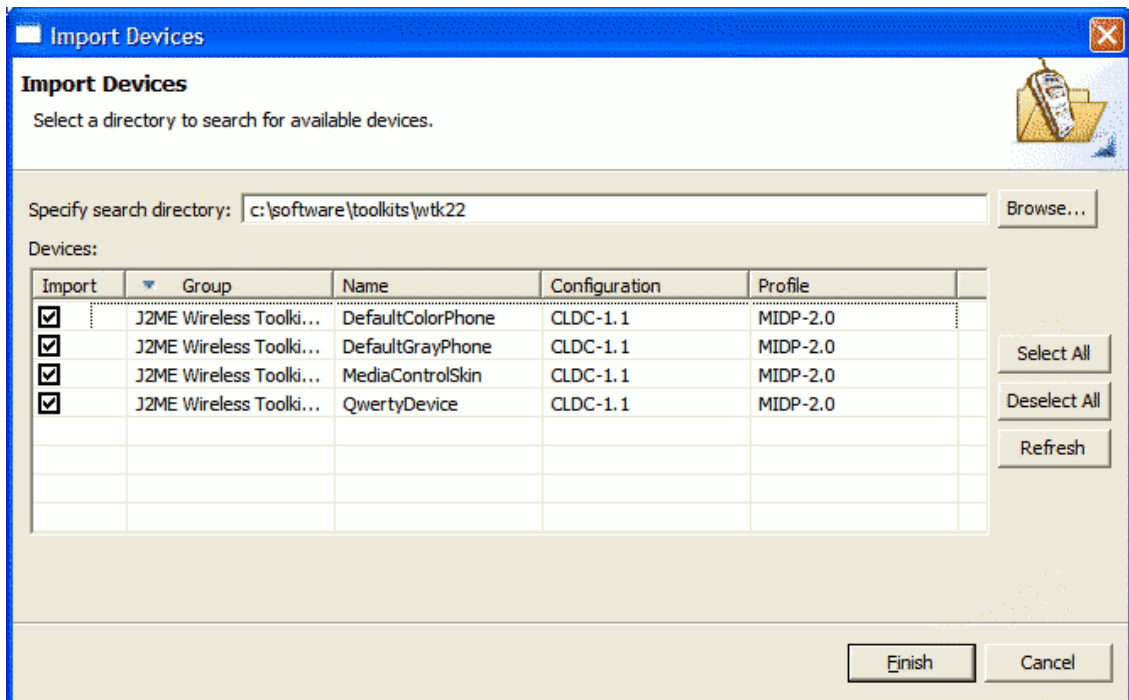 Import Devices
Import Devices
Select a directory to search for available devices.
Specify search directory: c:\software\toolkits\wtk22 Browse...
Devices:
Import Group Name Configuration Profile
J2ME Wireless Toolki... DefaultColorPhone CLDC-1.1 MIDP-2.0
J2ME Wireless Toolki... DefaultGrayPhone CLDC-1.1 MIDP-2.0
J2ME Wireless Toolki... MediaControlSkin CLDC-1.1 MIDP-2.0
J2ME Wireless Toolki... QwertyDevice CLDC-1.1 MIDP-2.0
Select All
Deselect All
Refresh
Finish Cancel